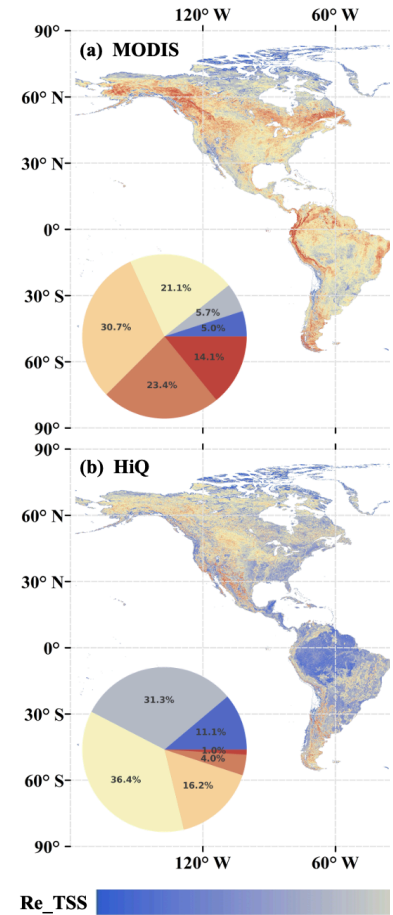 120° W 60° W
90°
(a) MODIS
60° N
30° N
0°
30° S
60° S
90°
21.1%
5.7%
5.0%
30.7%
14.1%
23.4%
90°
(b) HiQ
60° N
30° N
0°
30° S
60° S
90°
31.3%
11.1%
1.0%
4.0%
36.4%
16.2%
120° W 60° W
Re_TSS